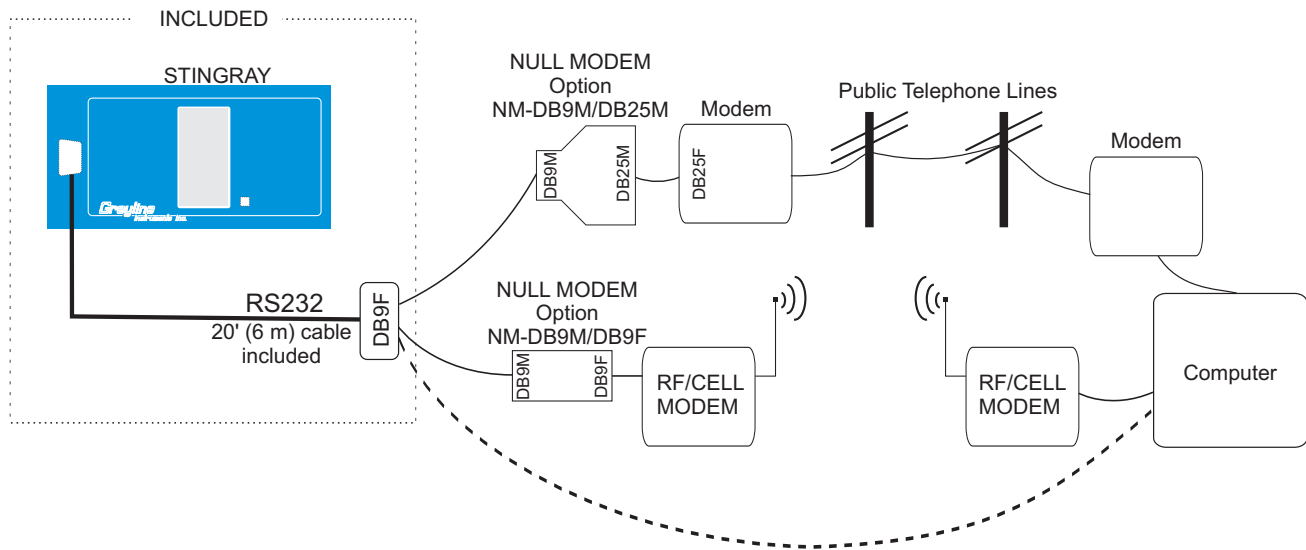 INCLUDED
STINGRAY
Greyline
Instruments Inc.
RS232
20' (6 m) cable
included
DB9F
NULL MODEM
Option
NM-DB9M/DB25M
DB9M
DB25M
Modem
DB25F
Public Telephone Lines
Modem
NULL MODEM
Option
NM-DB9M/DB9F
DB9M
DB9F
RF/CELL
MODEM
RF/CELL
MODEM
Computer